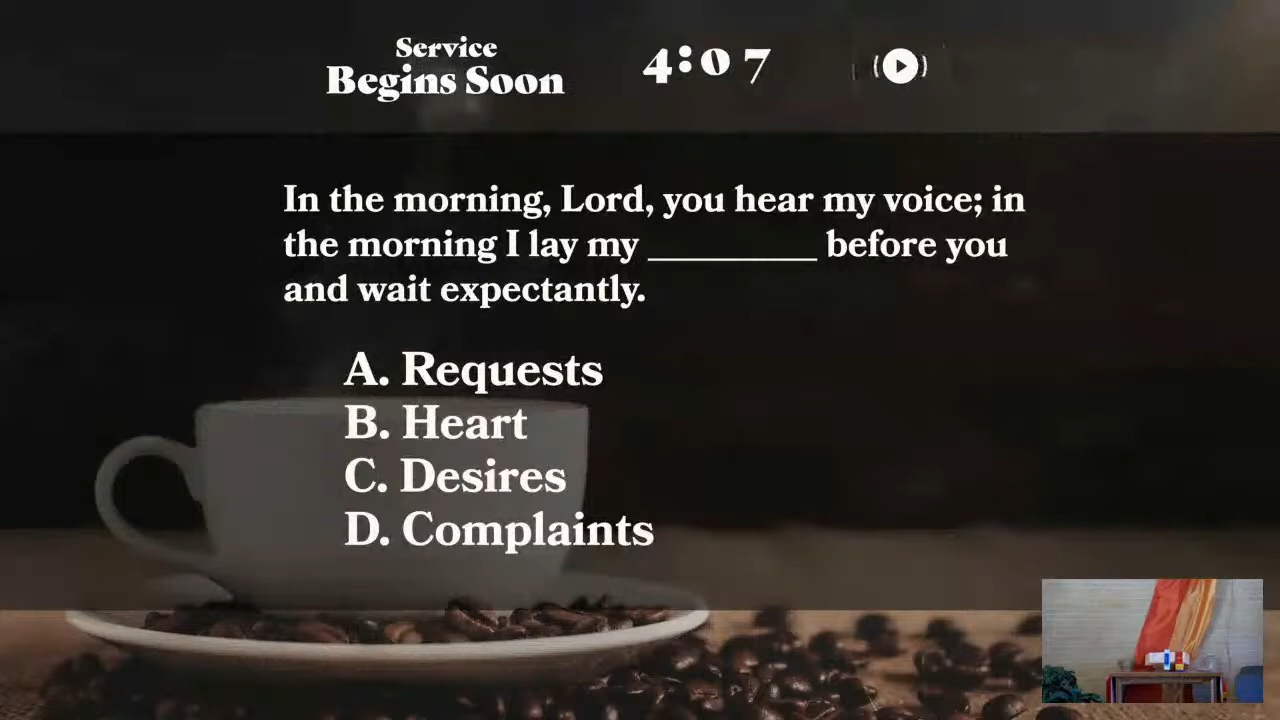 Service
Begins Soon
4:07
In the morning, Lord, you hear my voice; in
the morning I lay my _________ before you
and wait expectantly.
A. Requests
B. Heart
C. Desires
D. Complaints